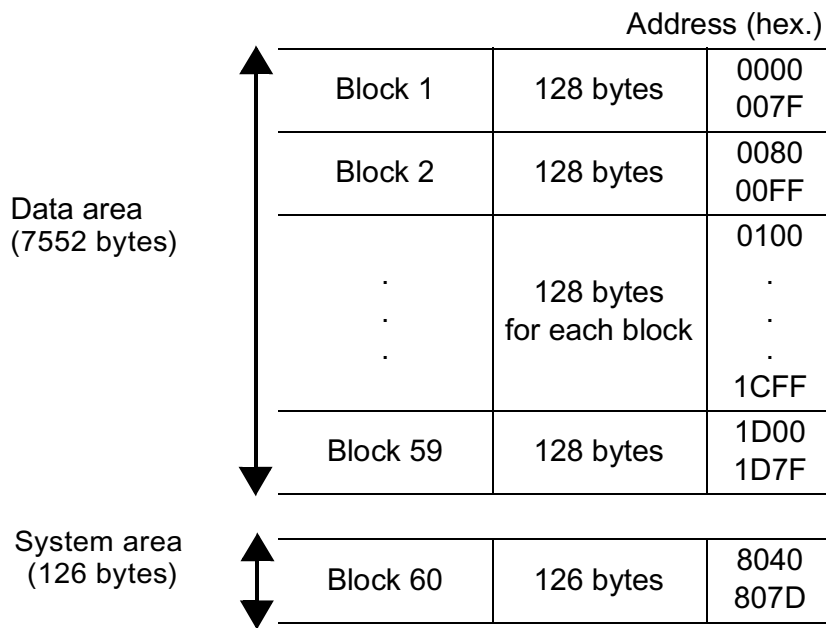 Address (hex.)
Block 1 128 bytes 0000
007F
Block 2 128 bytes 0080
00FF
Data area
(7552 bytes)
0100
. 128 bytes .
. for each block .
. .
1CFF
Block 59 128 bytes 1D00
1D7F
System area
(126 bytes)
Block 60 126 bytes 8040
807D